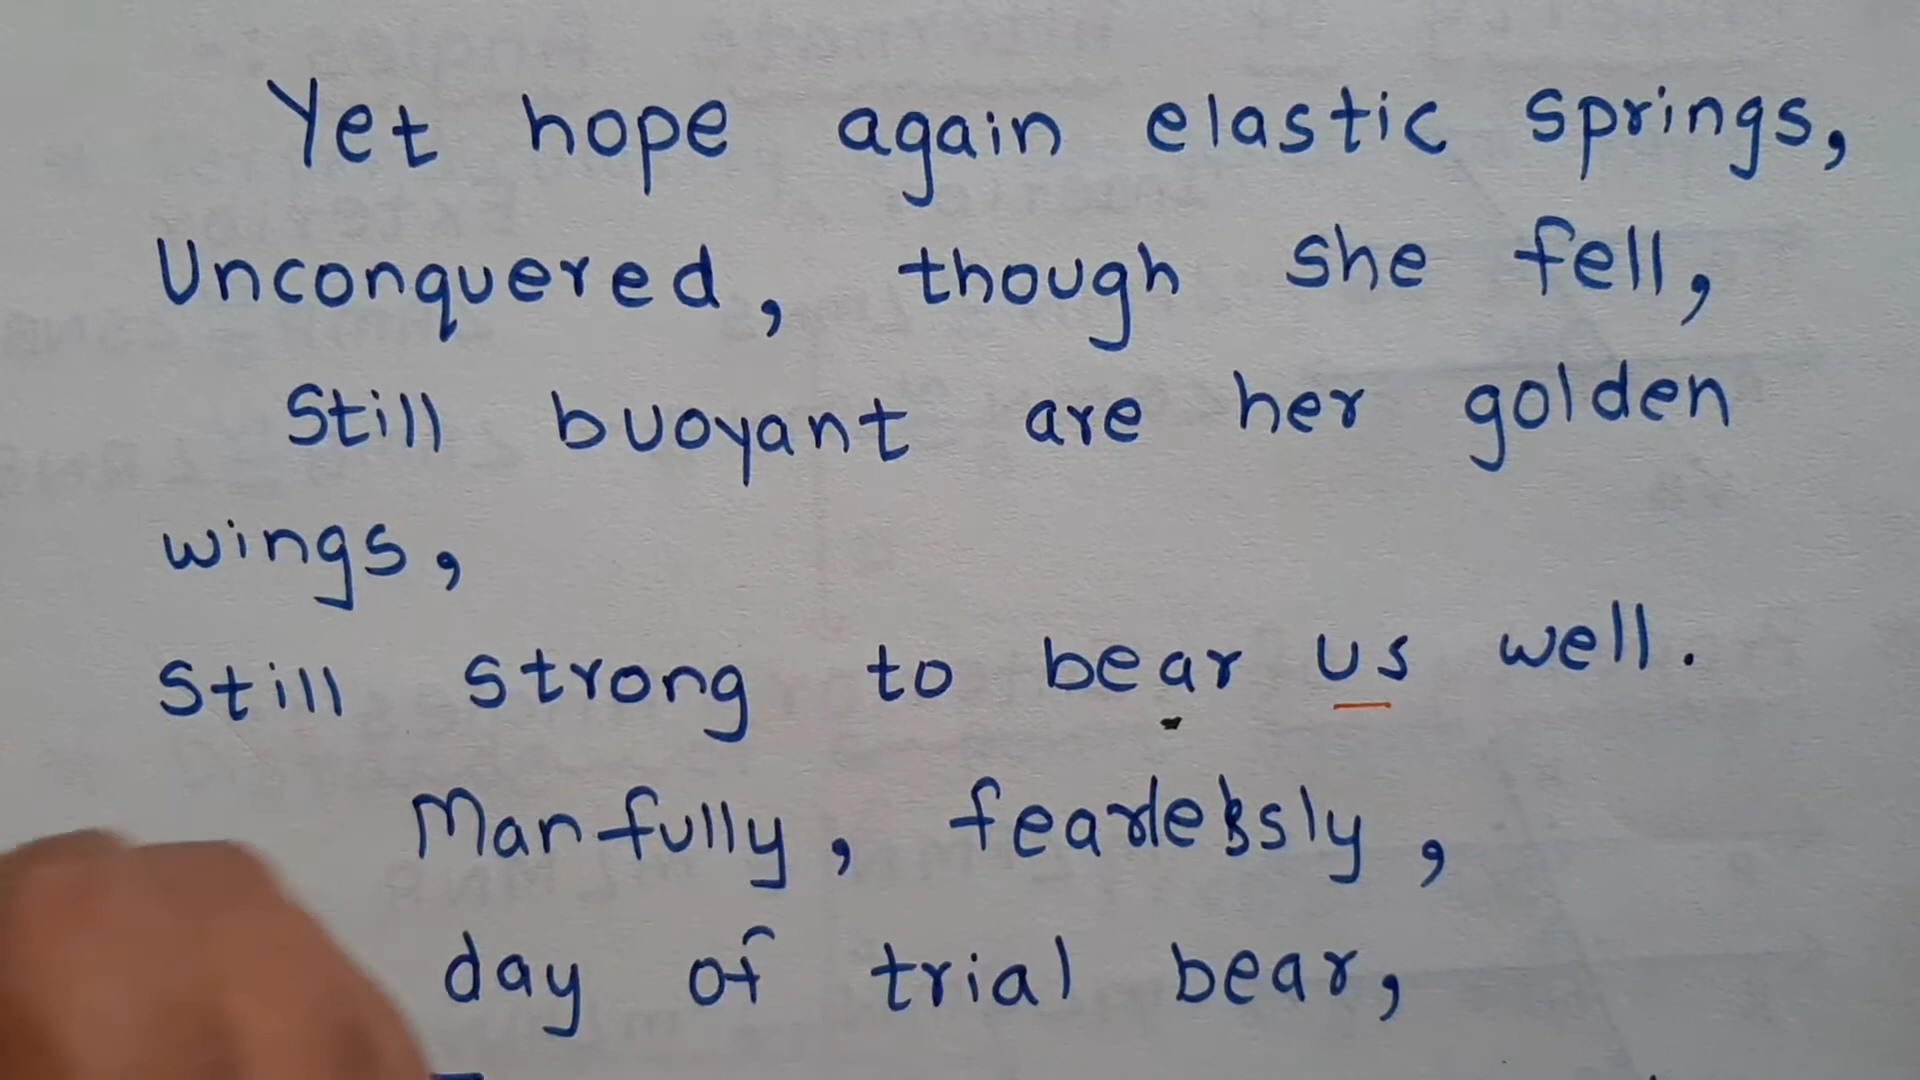 Yet hope again elastic springs,
Unconquered, though she fell,
Still buoyant are her golden
wings,
Still strong to bear us well.
Manfully, fearlessly,
day of trial bear,